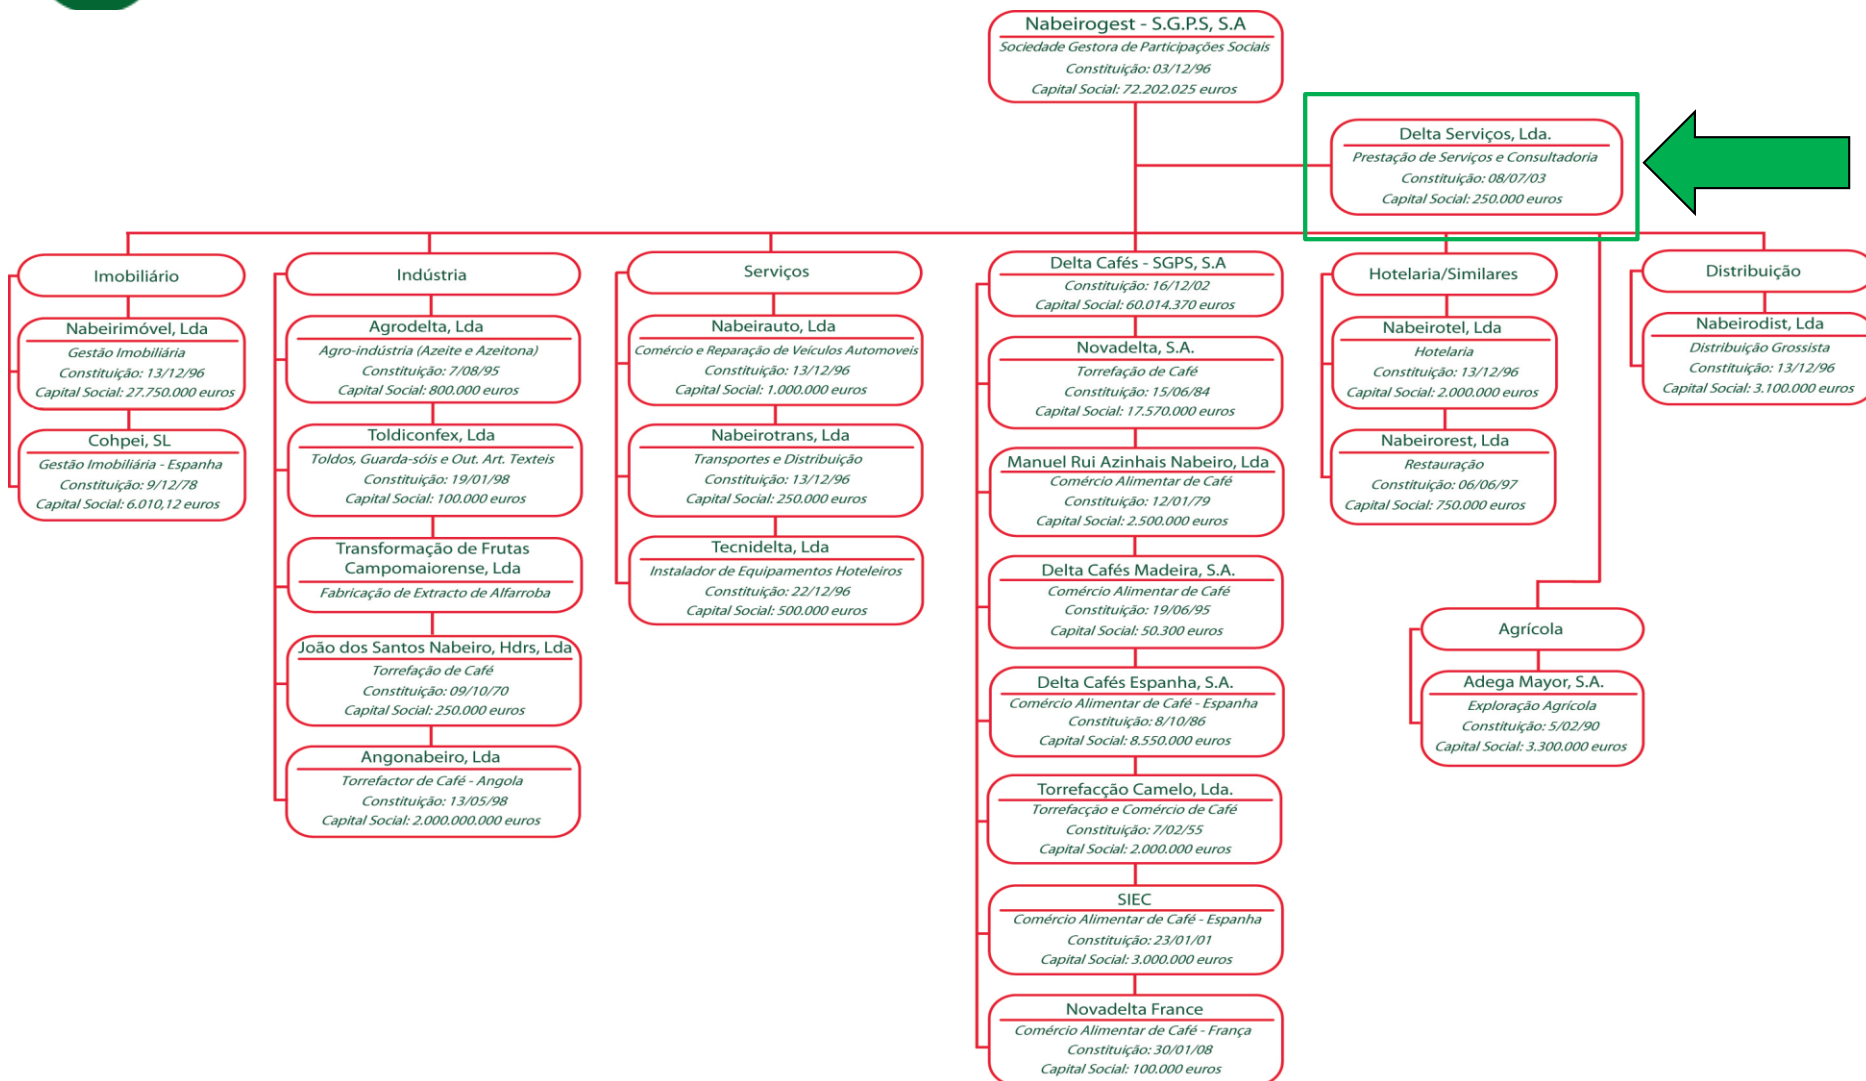 Nabeirogest - S.G.P.S, S.A
Sociedade Gestora de Participações Sociais
Constituição: 03/12/96
Capital Social: 72.202.025 euros
Delta Serviços, Lda.
Prestação de Serviços e Consultadoria
Constituição: 08/07/03
Capital Social: 250.000 euros
Imobiliário
Nabeirimóvel, Lda
Gestão Imobiliária
Constituição: 13/12/96
Capital Social: 27.750.000 euros
Cohpei, SL
Gestão Imobiliária - Espanha
Constituição: 9/12/78
Capital Social: 6.010,12 euros
Indústria
Agrodelta, Lda
Agro-indústria (Azeite e Azeitona)
Constituição: 7/08/95
Capital Social: 800.000 euros
Toldiconfex, Lda
Toldos, Guarda-sóis e Out. Art. Texteis
Constituição: 19/01/98
Capital Social: 100.000 euros
Transformação de Frutas
Campomaiorense, Lda
Fabricação de Extracto de Alfarroba
João dos Santos Nabeiro, Hdrs, Lda
Torrefação de Café
Constituição: 09/10/70
Capital Social: 250.000 euros
Angonabeiro, Lda
Torrefactor de Café - Angola
Constituição: 13/05/98
Capital Social: 2.000.000.000 euros
Serviços
Nabeirauto, Lda
Comércio e Reparação de Veículos Automoveis
Constituição: 13/12/96
Capital Social: 1.000.000 euros
Nabeirotrans, Lda
Transportes e Distribuição
Constituição: 13/12/96
Capital Social: 250.000 euros
Tecnidelta, Lda
Instalador de Equipamentos Hoteleiros
Constituição: 22/12/96
Capital Social: 500.000 euros
Delta Cafés - SGPS, S.A
Constituição: 16/12/02
Capital Social: 60.014.370 euros
Novadelta, S.A.
Torrefação de Café
Constituição: 15/06/84
Capital Social: 17.570.000 euros
Manuel Rui Azinhais Nabeiro, Lda
Comércio Alimentar de Café
Constituição: 12/01/79
Capital Social: 2.500.000 euros
Delta Cafés Madeira, S.A.
Comércio Alimentar de Café
Constituição: 19/06/95
Capital Social: 50.300 euros
Delta Cafés Espanha, S.A.
Comércio Alimentar de Café - Espanha
Constituição: 8/10/86
Capital Social: 8.550.000 euros
Torrefacção Camelo, Lda.
Torrefacção e Comércio de Café
Constituição: 7/02/55
Capital Social: 2.000.000 euros
SIEC
Comércio Alimentar de Café - Espanha
Constituição: 23/01/01
Capital Social: 3.000.000 euros
Novadelta France
Comércio Alimentar de Café - França
Constituição: 30/01/08
Capital Social: 100.000 euros
Hotelaria/Similares
Nabeirotel, Lda
Hotelaria
Constituição: 13/12/96
Capital Social: 2.000.000 euros
Nabeirorest, Lda
Restauração
Constituição: 06/06/97
Capital Social: 750.000 euros
Agrícola
Adega Mayor, S.A.
Exploração Agrícola
Constituição: 5/02/90
Capital Social: 3.300.000 euros
Distribuição
Nabeirodist, Lda
Distribuição Grossista
Constituição: 13/12/96
Capital Social: 3.100.000 euros